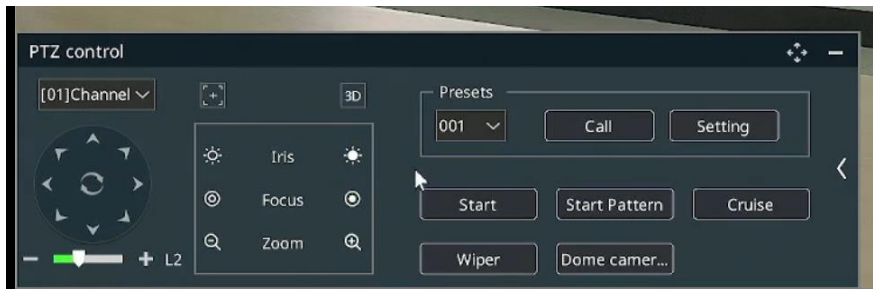 PTZ control
[01]Channel
3D
Iris
Focus
Zoom
L2
Presets
001 Call Setting
Start Start Pattern Cruise
Wiper Dome camer...